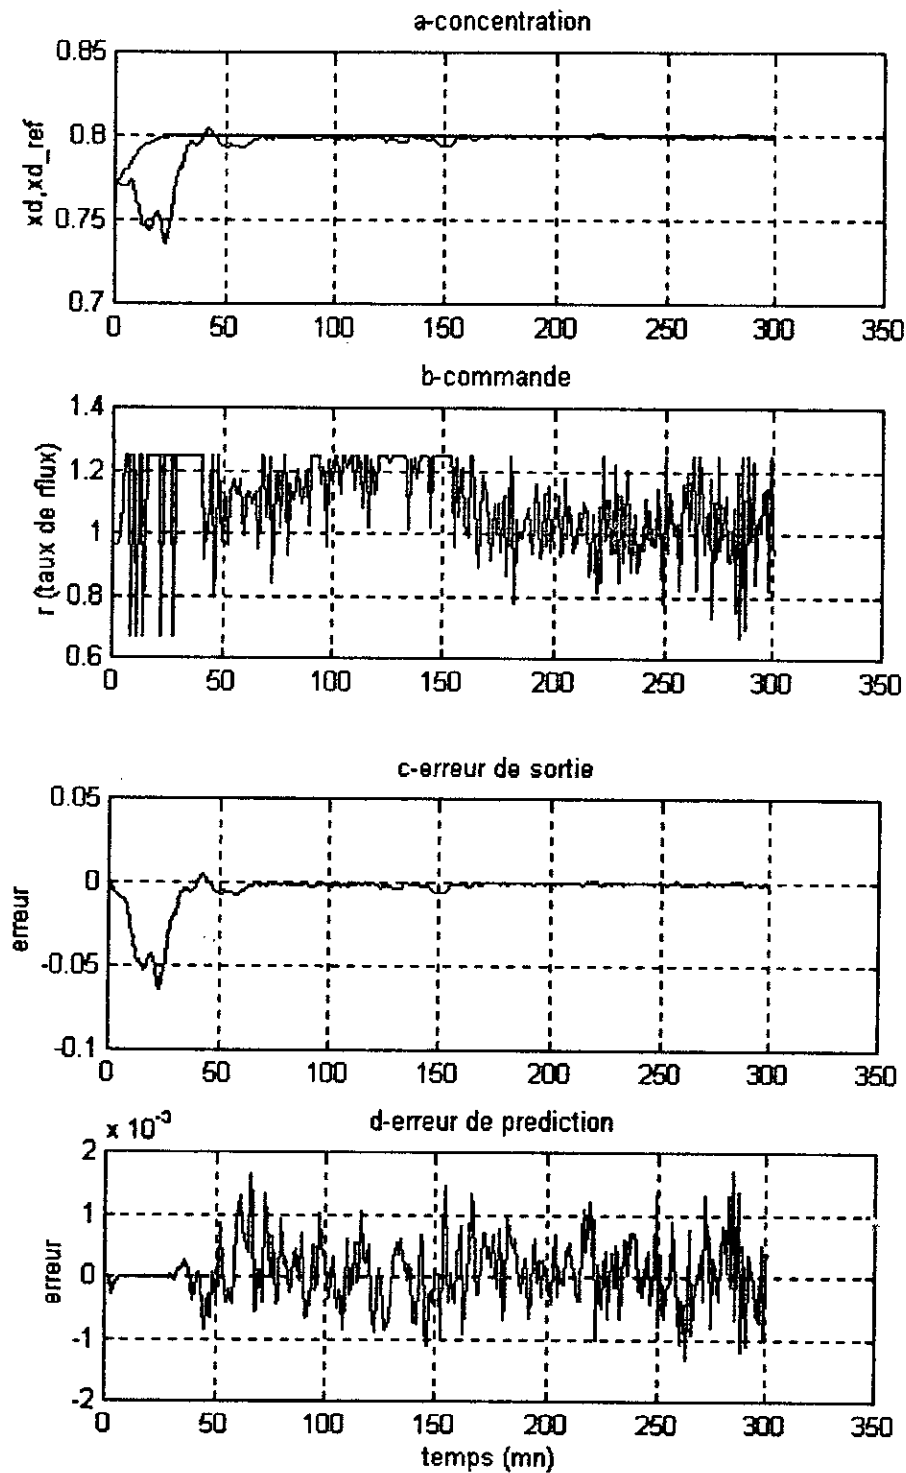 a-concentration
0.85
0.8
0.75
0.7
xd,xd_ref
0 50 100 150 200 250 300 350
b-commande
1.4
1.2
1
0.8
0.6
r (taux de rflux)
0 50 100 150 200 250 300 350
c-erreur de sortie
0.05
0
-0.05
-0.1
erreur
0 50 100 150 200 250 300 350
x 10⁻³
d-erreur de prediction
2
1
0
-1
-2
erreur
0 50 100 150 200 250 300 350
temps (mn)